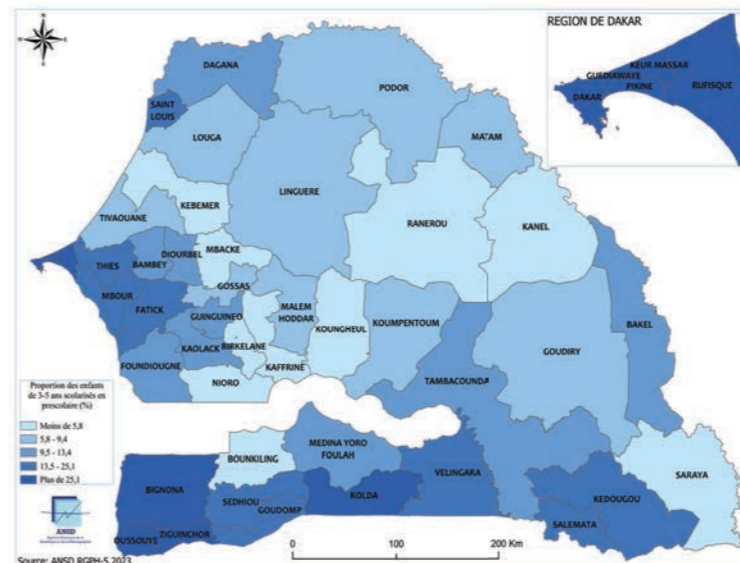 REGION DE DAKAR
KEUR MASSAR
GUEDIAWAYE
PIKINE
RUFISQUE
DAKAR
DAGANA
PODOR
SAINT
LOUIS
LOUGA
MATAM
LINGUERE
KEBEMER
RANEROU
KANEL
TIVAOUANE
MBACKE
DIOURBEL
THIES
BAMBEY
GOSSAS
MBOUR
FATICK
GUINGUINEO
MALEM
HODDAR
KOUNGHEUL
KOUMPENTOUM
BAKEL
KAOLACK
BIRKELANE
GOUDIRY
FOUNDIOUGNE
KAFFRINE
NIORO
TAMBACOUNDA
Proportion des enfants
de 3-5 ans scolarisés en
prescolaire (%)
Moins de 5,8
5,8 - 9,4
9,5 - 13,4
13,5 - 25,1
Plus de 25,1
MEDINA YORO
FOULAH
BOUNKILING
VELINGARA
SARAYA
BIGNONA
SEDHIOU
KOLDA
KEDOUGOU
GOUDOMP
SALEMATA
OUSSOUYE
ZIGUINCHOR
ANSD
0 100 200 Km
Source: ANSD RGPH-5 2023